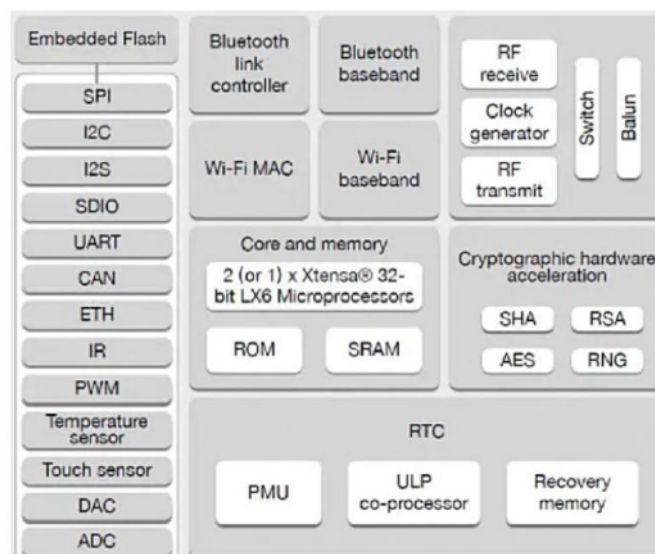 Embedded Flash
SPI
I2C
I2S
SDIO
UART
CAN
ETH
IR
PWM
Temperature
sensor
Touch sensor
DAC
ADC
Bluetooth
link
controller
Bluetooth
baseband
Wi-Fi MAC
Wi-Fi
baseband
RF
receive
Clock
generator
RF
transmit
Switch
Balun
Core and memory
2 (or 1) x Xtensa® 32-
bit LX6 Microprocessors
ROM
SRAM
Cryptographic hardware
acceleration
SHA
RSA
AES
RNG
RTC
PMU
ULP
co-processor
Recovery
memory